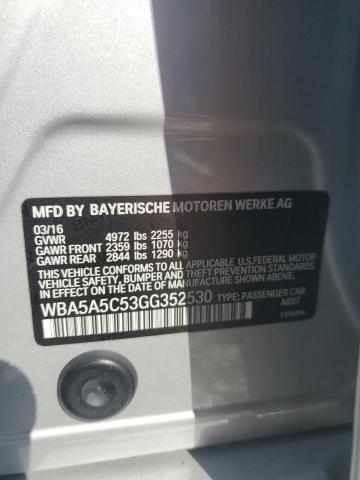 MFD BY BAYERISCHE MOTOREN WERKE AG
03/16
GVWR 4972 lbs 2255 kg
GAWR FRONT 2359 lbs 1070 kg
GAWR REAR 2844 lbs 1290 kg
THIS VEHICLE CONFORMS TO ALL APPLICABLE
U.S. FEDERAL MOTOR VEHICLE SAFETY, BUMPER,
AND THEFT PREVENTION STANDARDS IN EFFECT
ON THE DATE OF MANUFACTURE SHOWN ABOVE.
WBA5A5C53GG352530 TYPE: PASSENGER CAR
A83/7